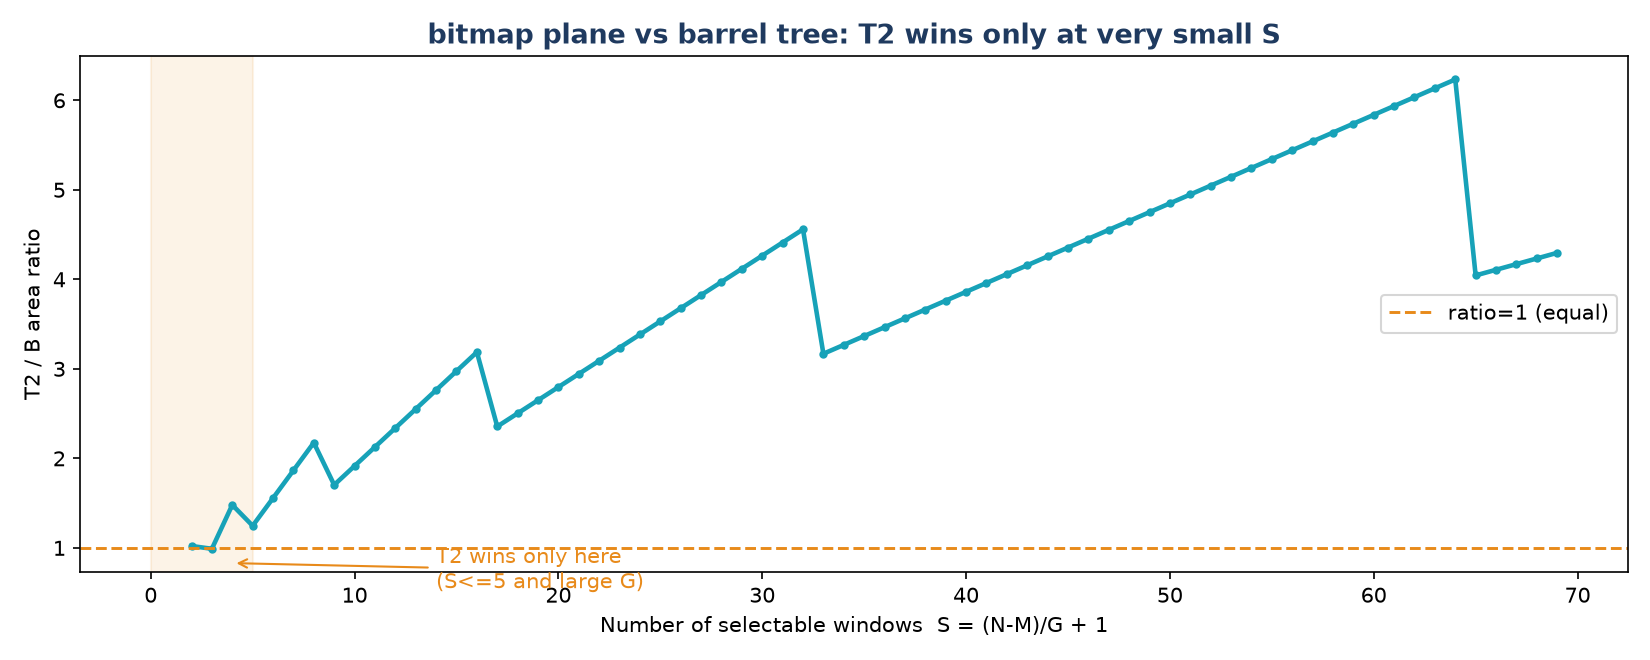 bitmap plane vs barrel tree: T2 wins only at very small S
T2 / B area ratio
6
5
4
3
2
1
ratio=1 (equal)
T2 wins only here
(S<=5 and large G)
0
10
20
30
40
50
60
70
Number of selectable windows  S = (N-M)/G + 1